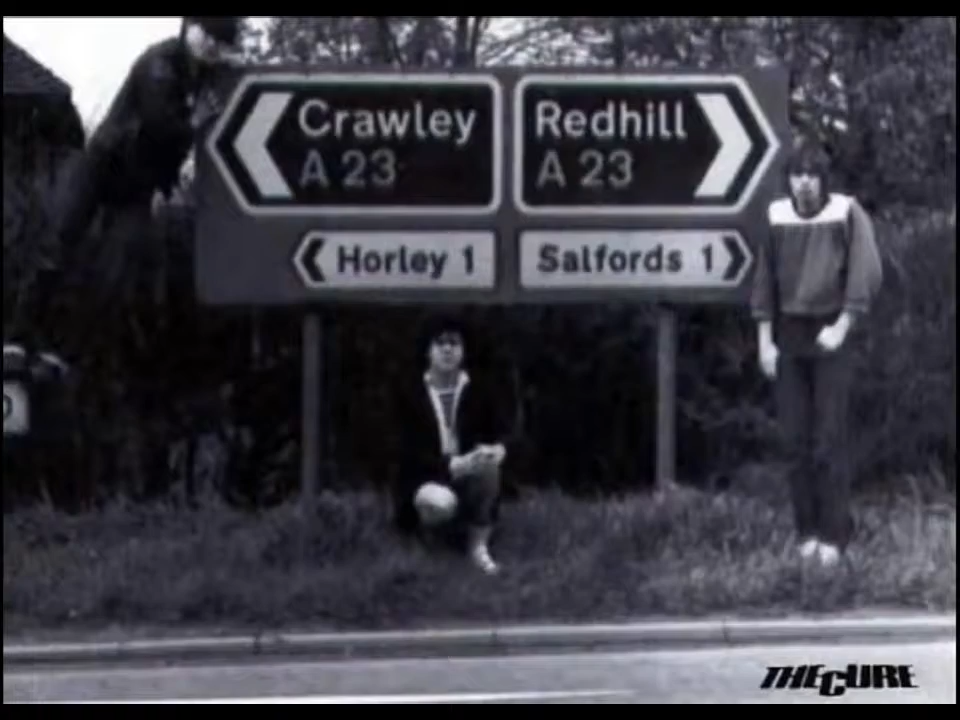 Crawley
A 23
Redhill
A 23
Horley 1
Salfords 1
THE CURE